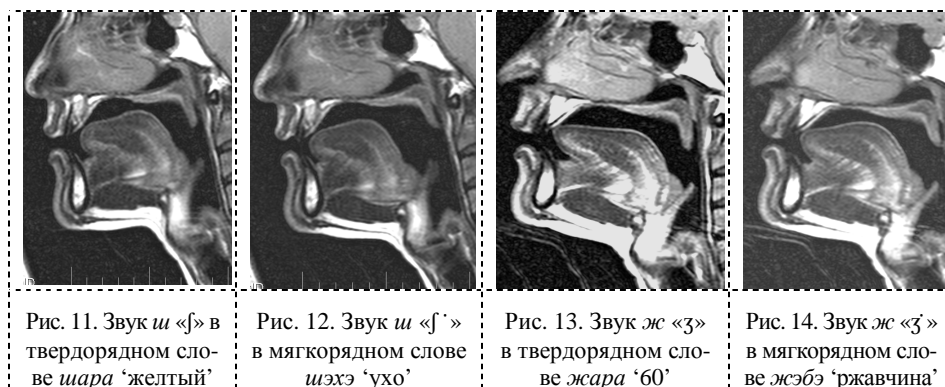 Рис. 11. Звук ш «ʃ» в
твердорядном сло-
ве шара ‘желтый’
Рис. 12. Звук ш «ʃ˙»
в мягкорядном слове
шэхэ ‘ухо’
Рис. 13. Звук ж «ʒ»
в твердорядном сло-
ве жара ‘60’
Рис. 14. Звук ж «ʒ˙»
в мягкорядном сло-
ве жэбэ ‘ржавчина’